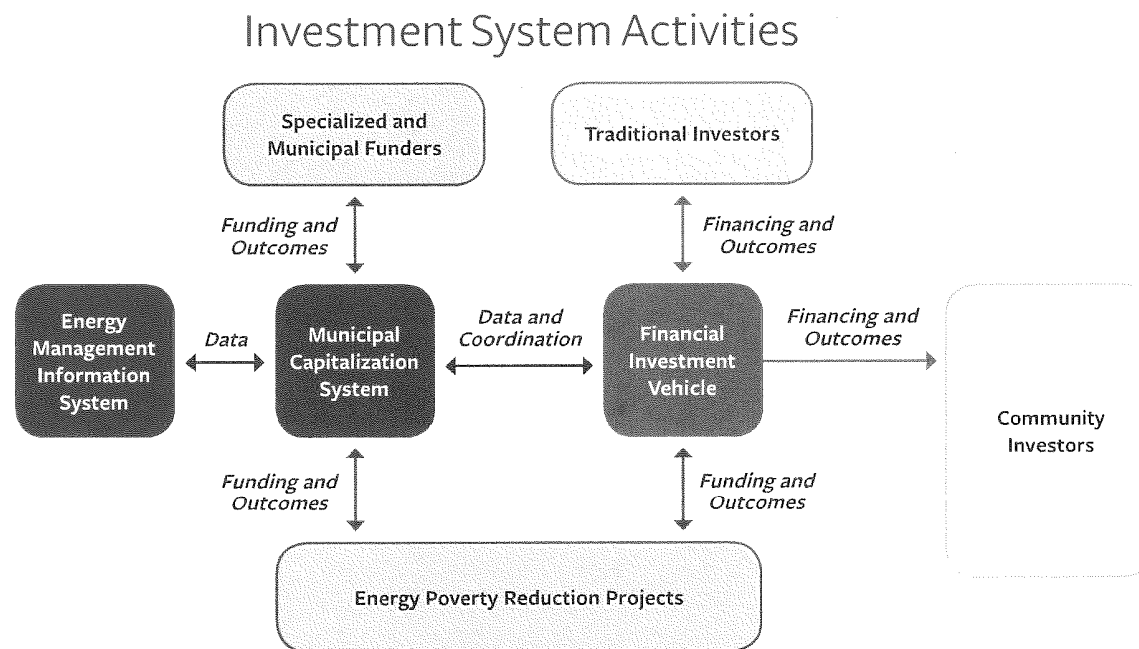 Investment System Activities
Specialized and
Municipal Funders
Traditional Investors
Funding and
Outcomes
Financing and
Outcomes
Energy
Management
Information
System
Data
Municipal
Capitalization
System
Data and
Coordination
Financial
Investment
Vehicle
Financing and
Outcomes
Community
Investors
Funding and
Outcomes
Funding and
Outcomes
Energy Poverty Reduction Projects